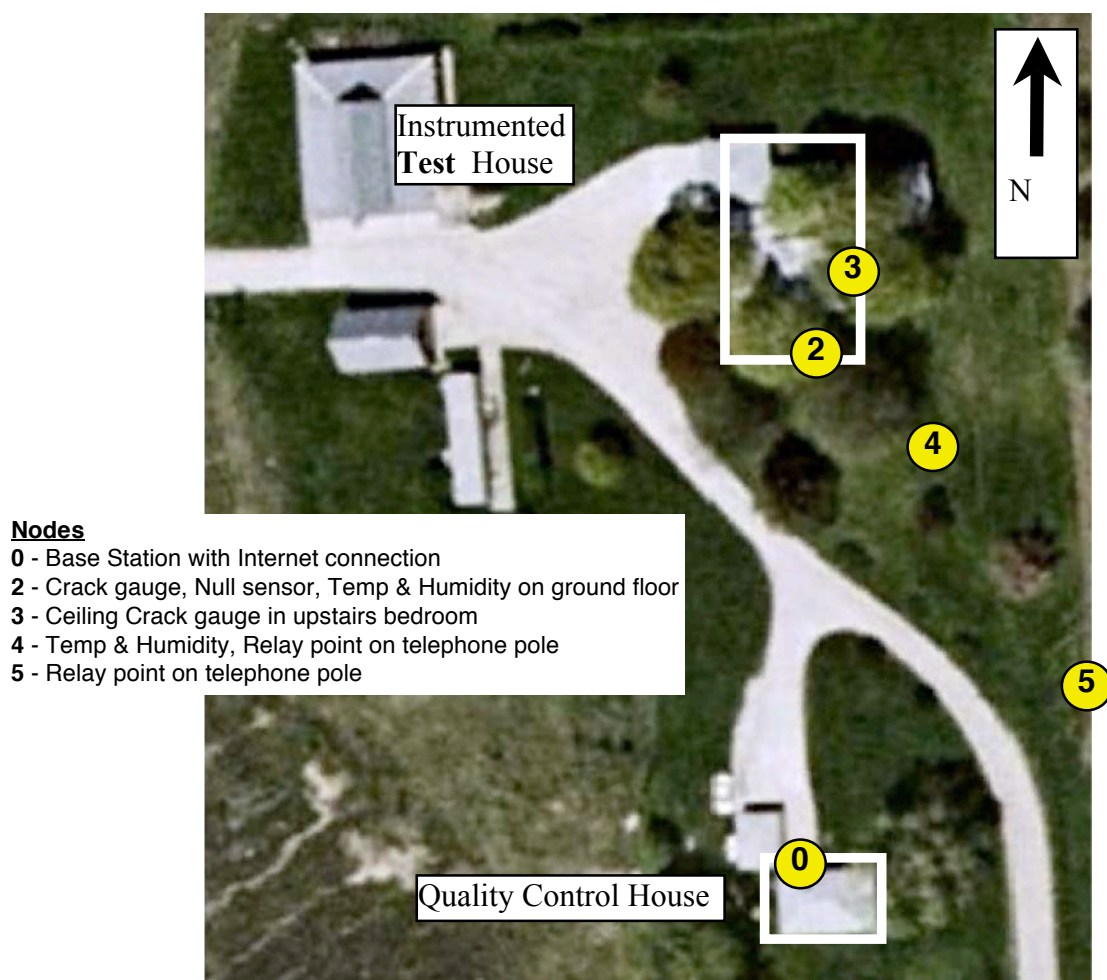 Instrumented
Test House
N
3
2
4
Nodes
0 - Base Station with Internet connection
2 - Crack gauge, Null sensor, Temp & Humidity on ground floor
3 - Ceiling Crack gauge in upstairs bedroom
4 - Temp & Humidity, Relay point on telephone pole
5 - Relay point on telephone pole
5
0
Quality Control House